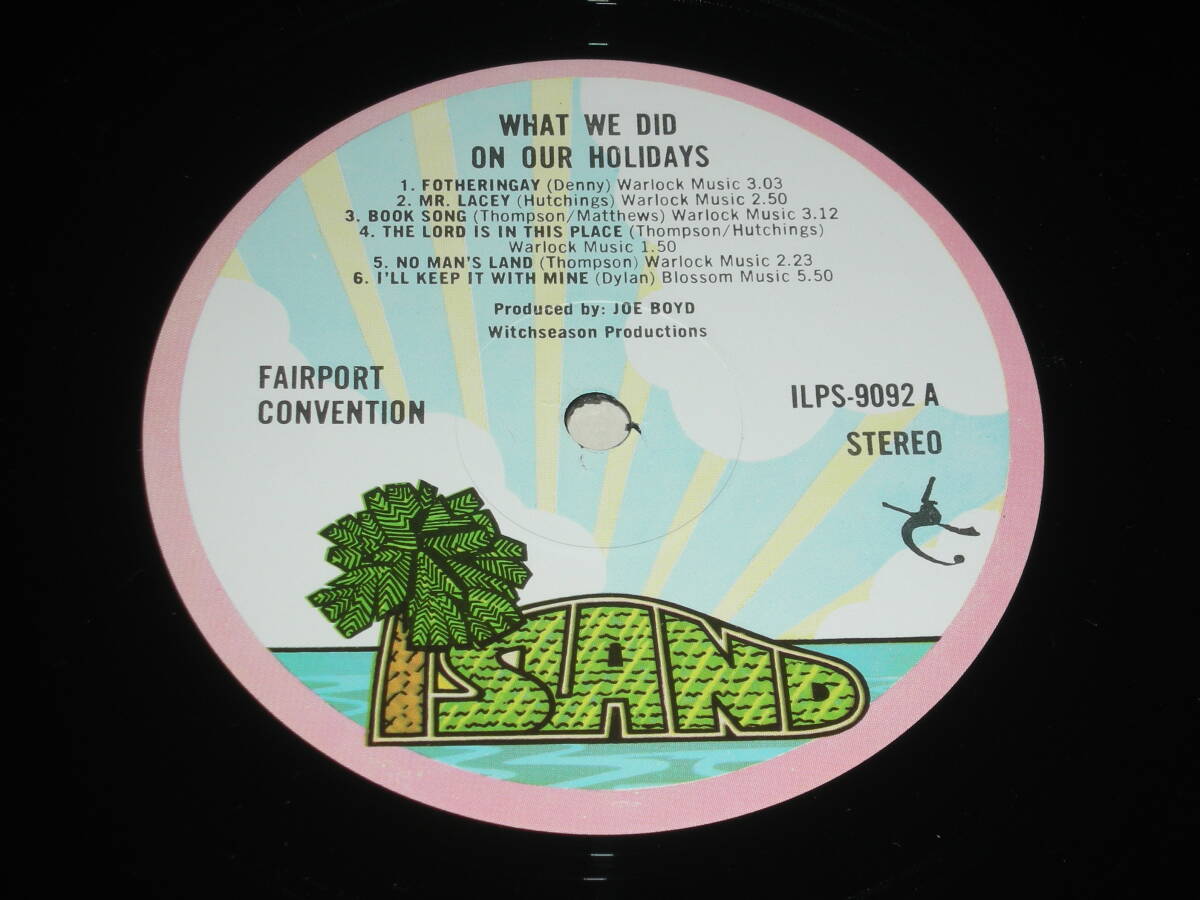 WHAT WE DID
ON OUR HOLIDAYS
1. FOTHERINGAY (Denny) Warlock Music 3.03
2. MR. LACEY (Hutchings) Warlock Music 2.50
3. BOOK SONG (Thompson/Matthews) Warlock Music 3.12
4. THE LORD IS IN THIS PLACE (Thompson/Hutchings)
Warlock Music 1.50
5. NO MAN'S LAND (Thompson) Warlock Music 2.23
6. I'LL KEEP IT WITH MINE (Dylan) Blossom Music 5.50
Produced by: JOE BOYD
Witchseason Productions
FAIRPORT
CONVENTION
ILPS-9092 A
STEREO
ISLAND